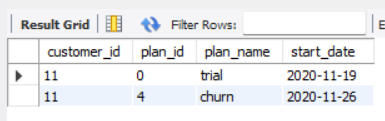 Result Grid Filter Rows: E
customer_id plan_id plan_name start_date
11 0 trial 2020-11-19
11 4 churn 2020-11-26